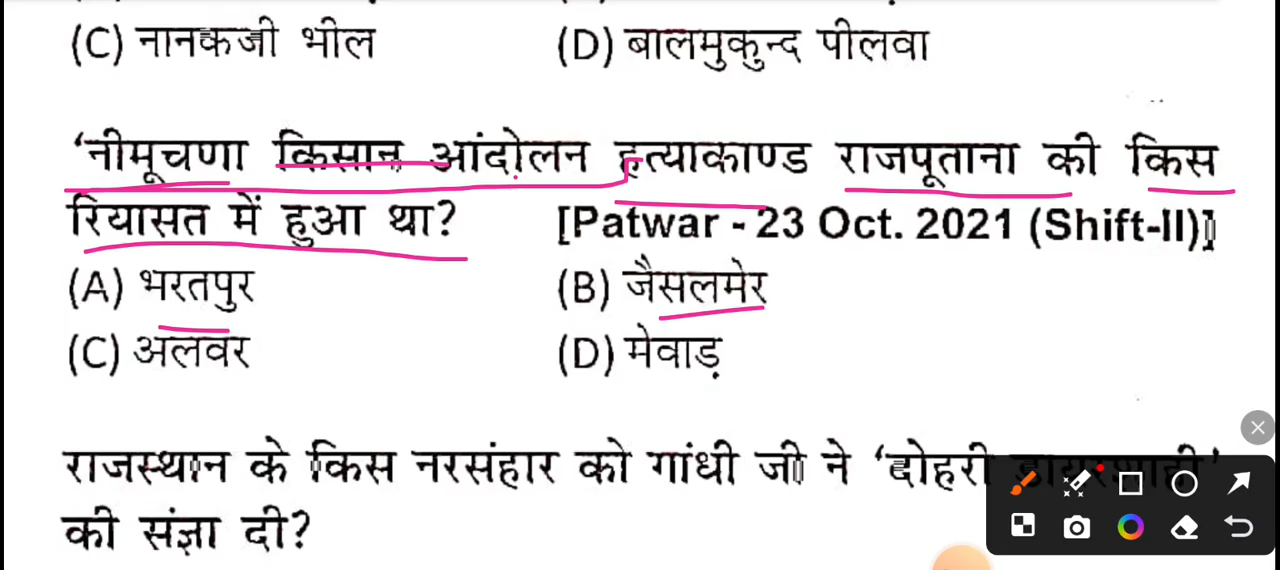 (C) नानकजी भील (D) बालमुकुन्द पीलवा
‘नीमूचणा किसान आंदोलन हत्याकाण्ड राजपूताना की किस
रियासत में हुआ था? [Patwar - 23 Oct. 2021 (Shift-II)]
(A) भरतपुर (B) जैसलमेर
(C) अलवर (D) मेवाड़
राजस्थान के किस नरसंहार को गांधी जी ने ‘दोहरी डायरशाही’
की संज्ञा दी?